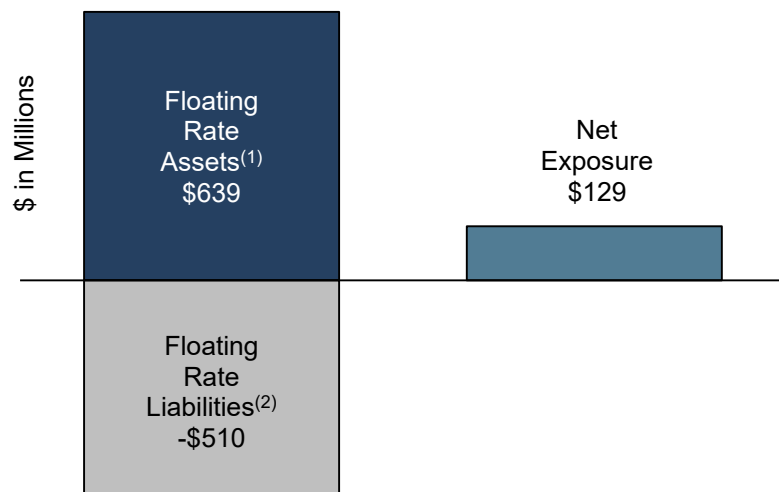 $ in Millions
Floating
Rate
Assets(1)
$639
Net
Exposure
$129
Floating
Rate
Liabilities(2)
-$510